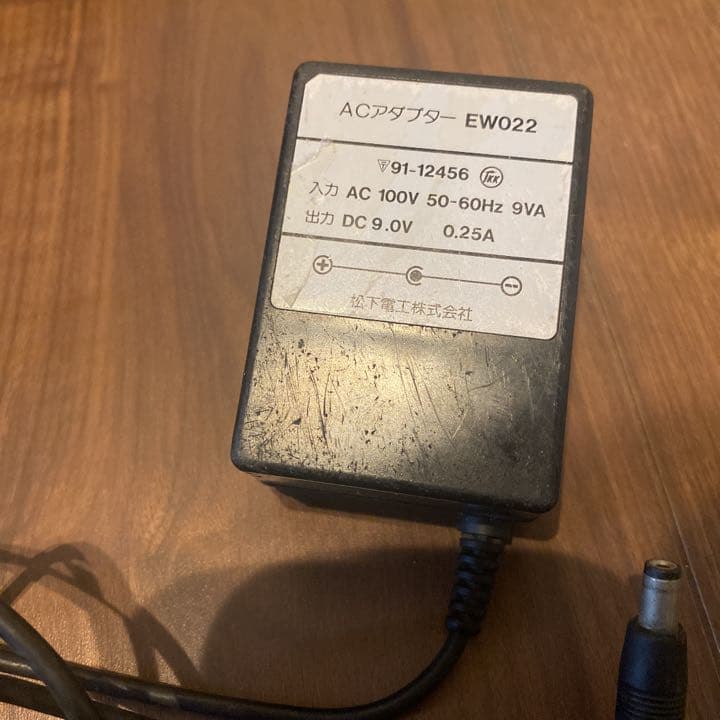 ACアダプター EW022
91-12456
入力 AC 100V 50-60Hz 9VA
出力 DC 9.0V 0.25A
松下電工株式会社